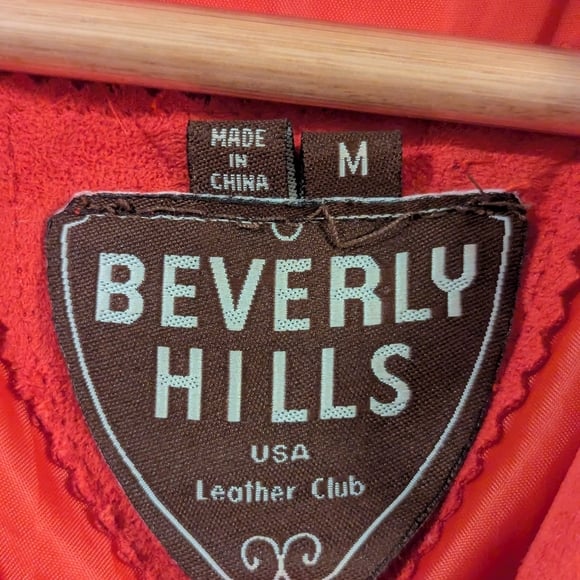 MADE
IN
CHINA
M
BEVERLY
HILLS
USA
Leather Club